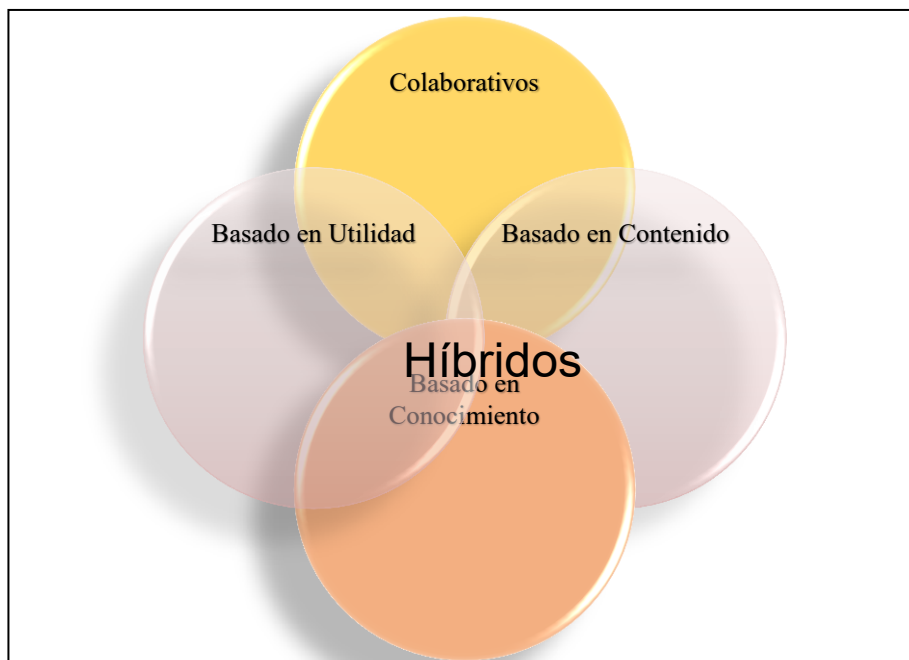 Colaborativos
Basado en Utilidad
Basado en Contenido
Híbridos
Basado en
Conocimiento